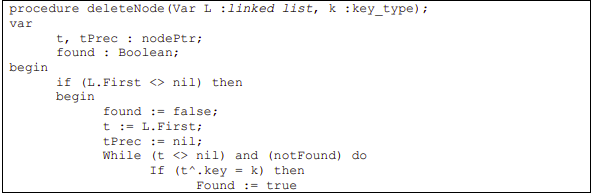 procedure deleteNode(Var L :linked list, k :key_type);
var
t, tPrec : nodePtr;
found : Boolean;
begin
if (L.First <> nil) then
begin
found := false;
t := L.First;
tPrec := nil;
While (t <> nil) and (notFound) do
If (t^.key = k) then
Found := true